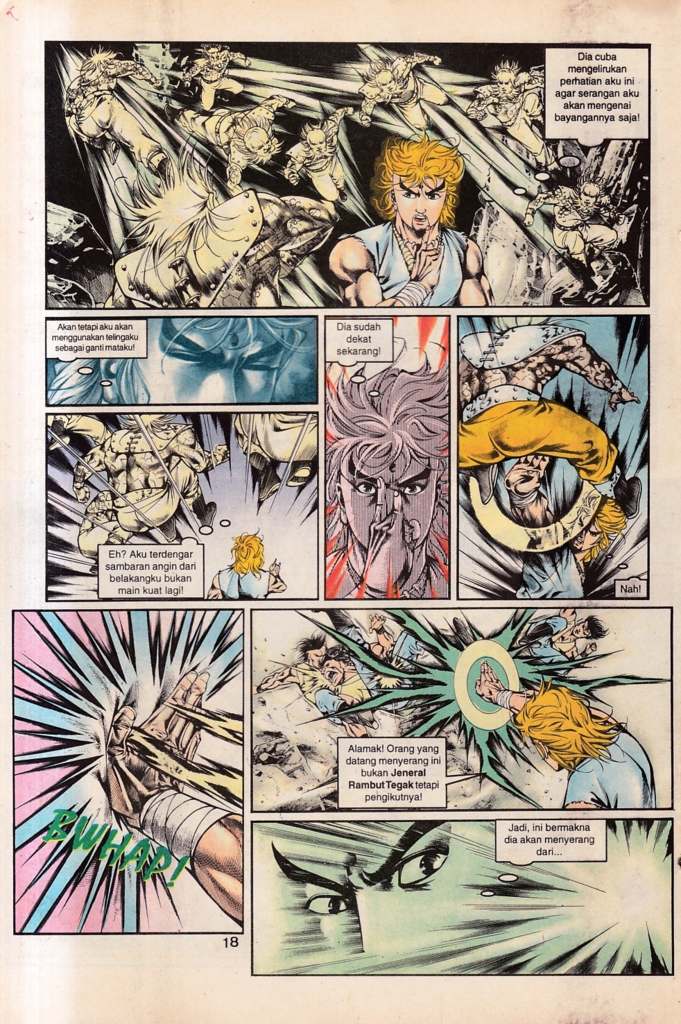 Dia cuba
mengelirukan
perhatian aku ini
agar serangan aku
akan mengenai
bayangannya saja!
Akan tetapi aku akan
menggunakan telingaku
sebagai ganti mataku!
Dia sudah
dekat
sekarang!
Eh? Aku terdengar
sambaran angin dari
belakangku bukan
main kuat lagi!
Nah!
BWHAP!
Alamak! Orang yang
datang menyerang ini
bukan Jeneral
Rambut Tegak tetapi
pengikutnya!
Jadi, ini bermakna
dia akan menyerang
dari...
18